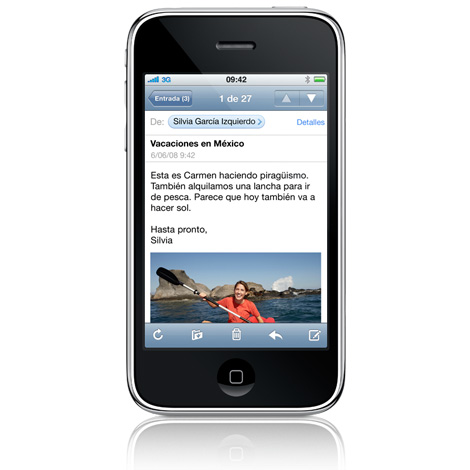 3G 09:42
Entrada (3) 1 de 27
De: Silvia García Izquierdo Detalles
Vacaciones en México
6/06/08 9:42
Esta es Carmen haciendo piragüismo.
También alquilamos una lancha para ir
de pesca. Parece que hoy también va a
hacer sol.
Hasta pronto,
Silvia